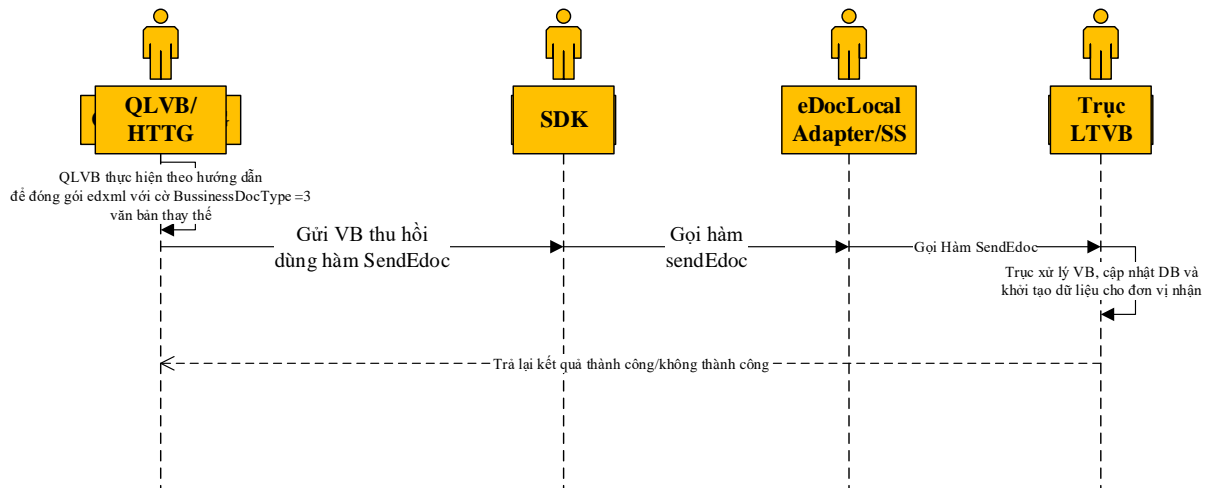 QLVB/
HTTG
SDK
eDocLocal
Adapter/SS
Trục
LTVB
QLVB thực hiện theo hướng dẫn
để đóng gói edxml với cờ BussinessDocType =3
văn bản thay thế
Gửi VB thu hồi
dùng hàm SendEdoc
Gọi hàm
sendEdoc
Gọi Hàm SendEdoc
Trục xử lý VB, cập nhật DB và
khởi tạo dữ liệu cho đơn vị nhận
Trả lại kết quả thành công/không thành công